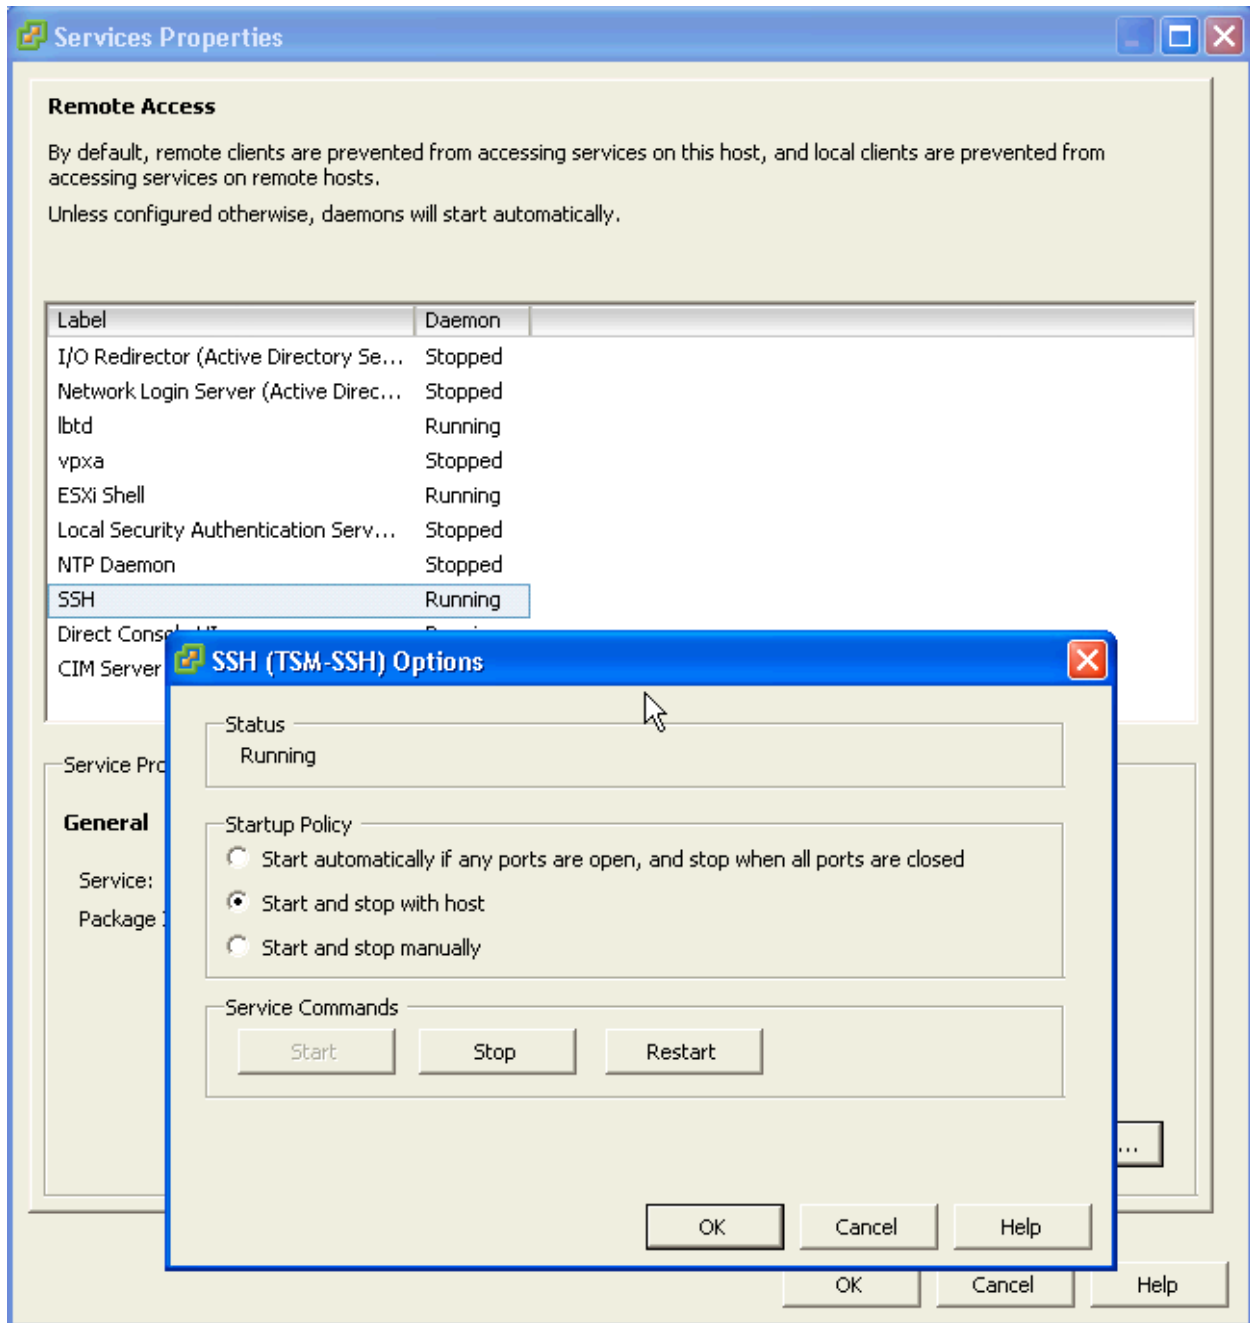 Services Properties
Remote Access
By default, remote clients are prevented from accessing services on this host, and local clients are prevented from
accessing services on remote hosts.
Unless configured otherwise, daemons will start automatically.
Label Daemon
I/O Redirector (Active Directory Se... Stopped
Network Login Server (Active Direc... Stopped
lbtd Running
vpxa Stopped
ESXi Shell Running
Local Security Authentication Serv... Stopped
NTP Daemon Stopped
SSH Running
Direct
CIM Server
SSH (TSM-SSH) Options
Status
Running
Service
General
Service:
Package
Startup Policy
Start automatically if any ports are open, and stop when all ports are closed
Start and stop with host
Start and stop manually
Service Commands
Start Stop Restart
...
OK Cancel Help
OK Cancel Help